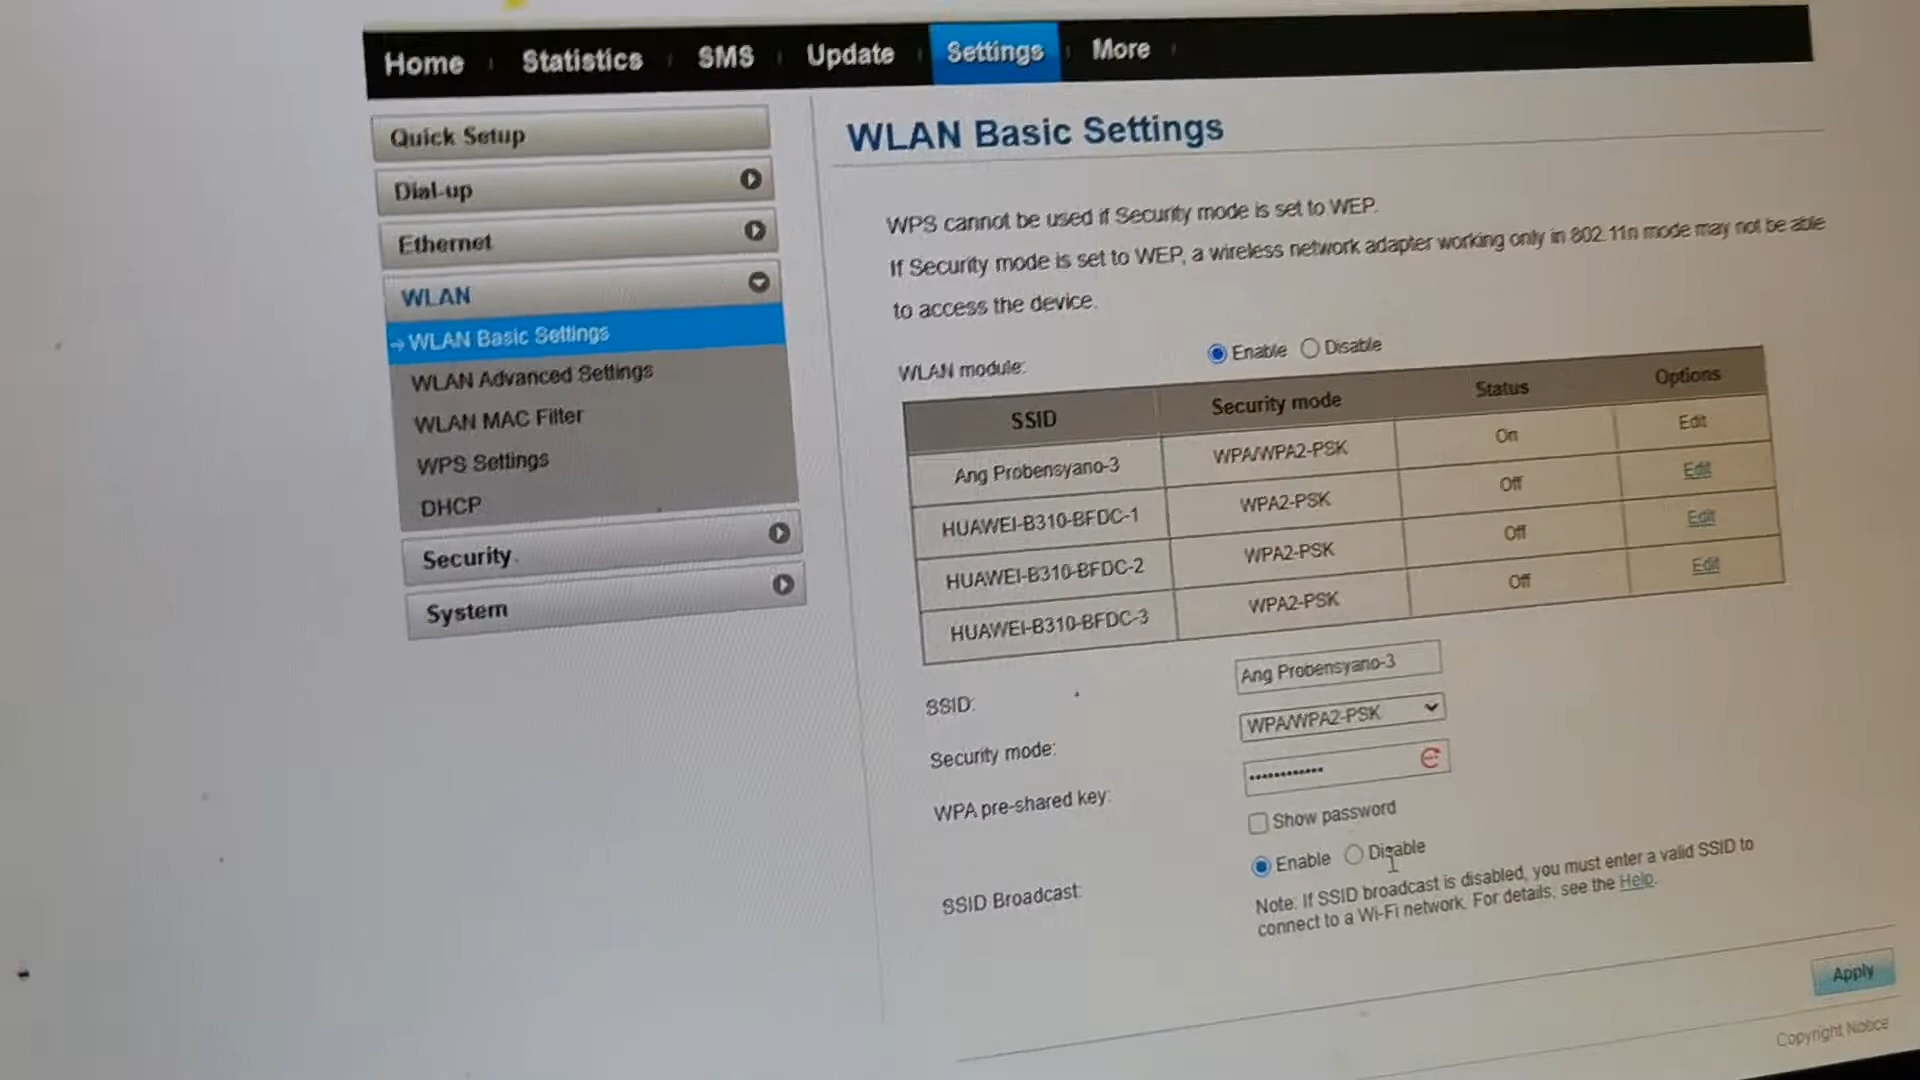 Home Statistics SMS Update Settings More
Quick Setup
Dial-up
Ethernet
WLAN
WLAN Basic Settings
WLAN Advanced Settings
WLAN MAC Filter
WPS Settings
DHCP
Security
System
WLAN Basic Settings
WPS cannot be used if Security mode is set to WEP.
If Security mode is set to WEP, a wireless network adapter working only in 802.11n mode may not be able
to access the device.
WLAN module: Enable Disable
SSID Security mode Status Options
Ang Probensyano-3 WPA/WPA2-PSK On Edit
HUAWEI-B310-BFDC-1 WPA2-PSK Off Edit
HUAWEI-B310-BFDC-2 WPA2-PSK Off Edit
HUAWEI-B310-BFDC-3 WPA2-PSK Off Edit
SSID: Ang Probensyano-3
Security mode: WPA/WPA2-PSK
WPA pre-shared key: ••••••••••••
Show password
SSID Broadcast: Enable Disable
Note: If SSID broadcast is disabled, you must enter a valid SSID to
connect to a Wi-Fi network. For details, see the Help.
Apply
Copyright Notice